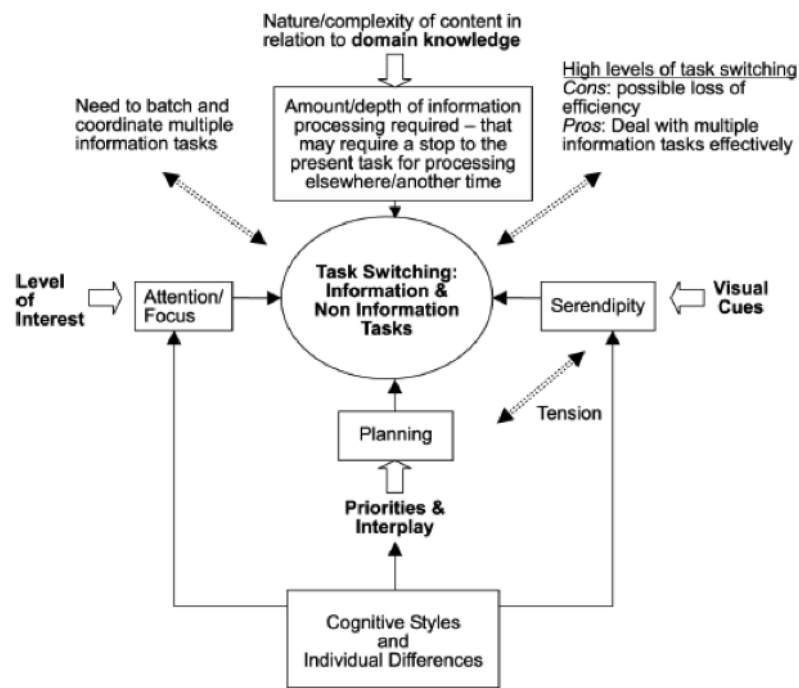 Nature/complexity of content in
relation to domain knowledge
High levels of task switching
Cons: possible loss of
efficiency
Pros: Deal with multiple
information tasks effectively
Need to batch and
coordinate multiple
information tasks
Amount/depth of information
processing required – that
may require a stop to the
present task for processing
elsewhere/another time
Level
of
Interest
Attention/
Focus
Task Switching:
Information &
Non Information
Tasks
Serendipity
Visual
Cues
Tension
Planning
Priorities &
Interplay
Cognitive Styles
and
Individual Differences